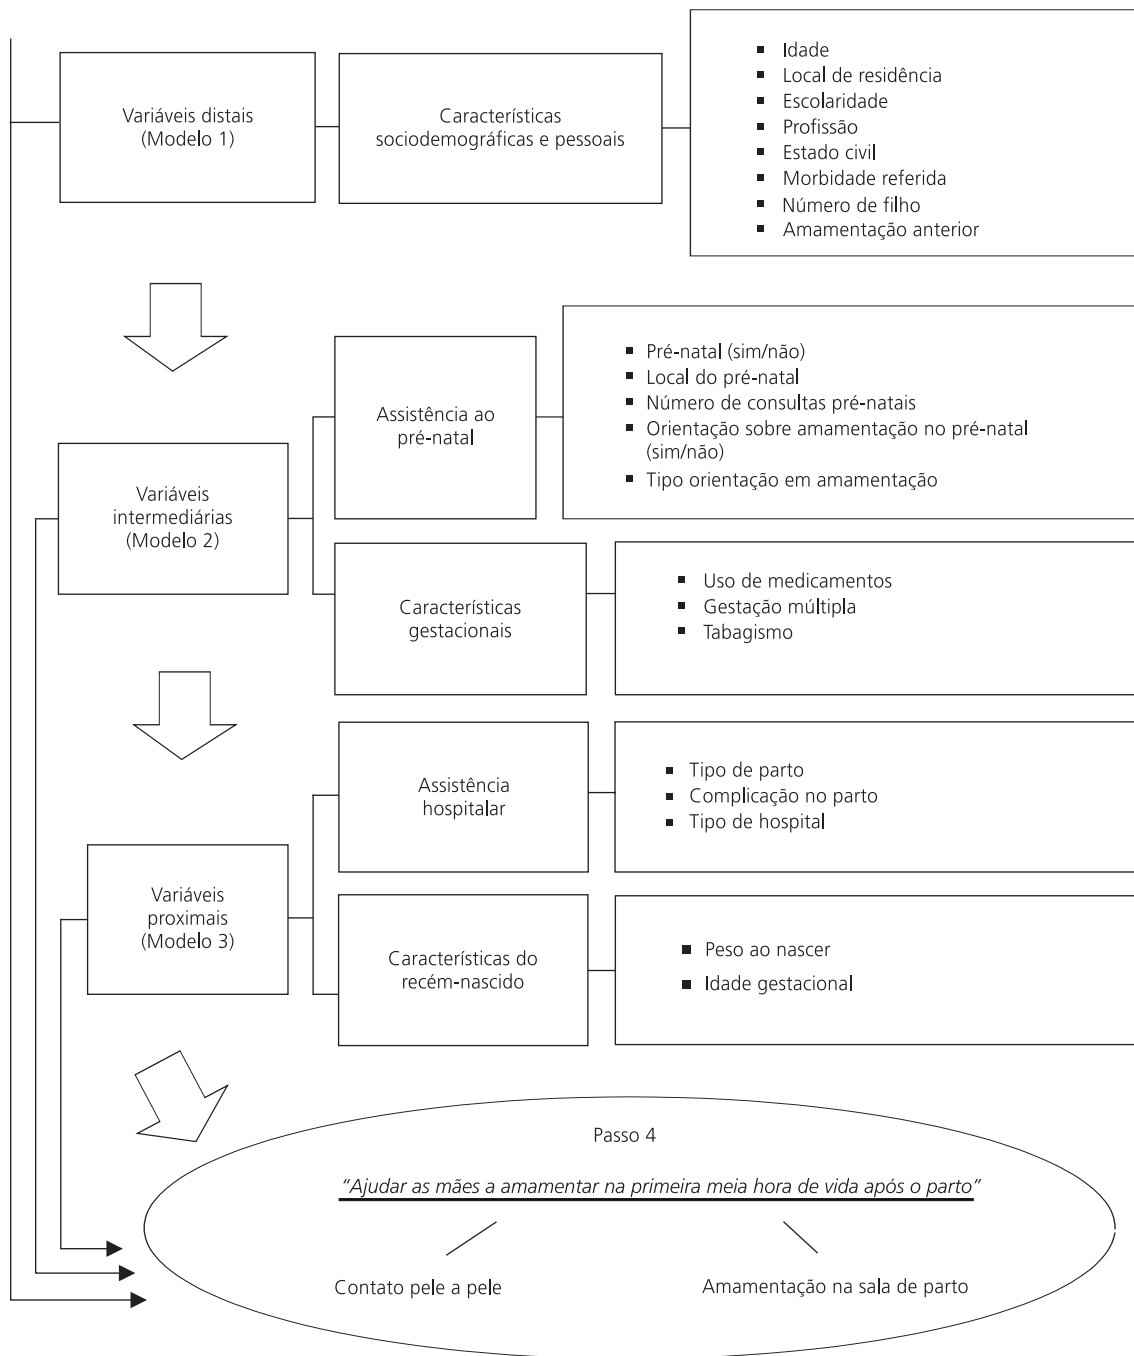 Variáveis distais
(Modelo 1)
Características
sociodemográficas e pessoais
Idade
Local de residência
Escolaridade
Profissão
Estado civil
Morbidade referida
Número de filho
Amamentação anterior
Variáveis
intermediárias
(Modelo 2)
Assistência ao
pré-natal
Pré-natal (sim/não)
Local do pré-natal
Número de consultas pré-natais
Orientação sobre amamentação no pré-natal
(sim/não)
Tipo orientação em amamentação
Características
gestacionais
Uso de medicamentos
Gestação múltipla
Tabagismo
Variáveis
proximais
(Modelo 3)
Assistência
hospitalar
Tipo de parto
Complicação no parto
Tipo de hospital
Características do
recém-nascido
Peso ao nascer
Idade gestacional
Passo 4
“Ajudar as mães a amamentar na primeira meia hora de vida após o parto”
Contato pele a pele
Amamentação na sala de parto